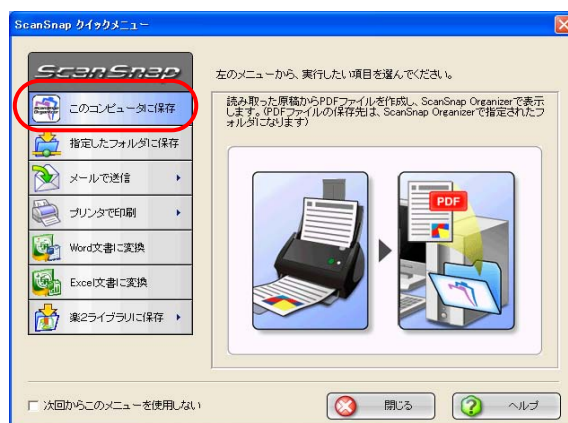 ScanSnap クイックメニュー
ScanSnap
左のメニューから、実行したい項目を選んでください。
このコンピュータに保存
指定したフォルダに保存
メールで送信
プリンタで印刷
Word文書に変換
Excel文書に変換
楽2ライブラリに保存
読み取った原稿からPDFファイルを作成し、ScanSnap Organizerで表示
します。(PDFファイルの保存先は、ScanSnap Organizerで指定されたフ
ォルダになります)
PDF
次回からこのメニューを使用しない
閉じる
ヘルプ